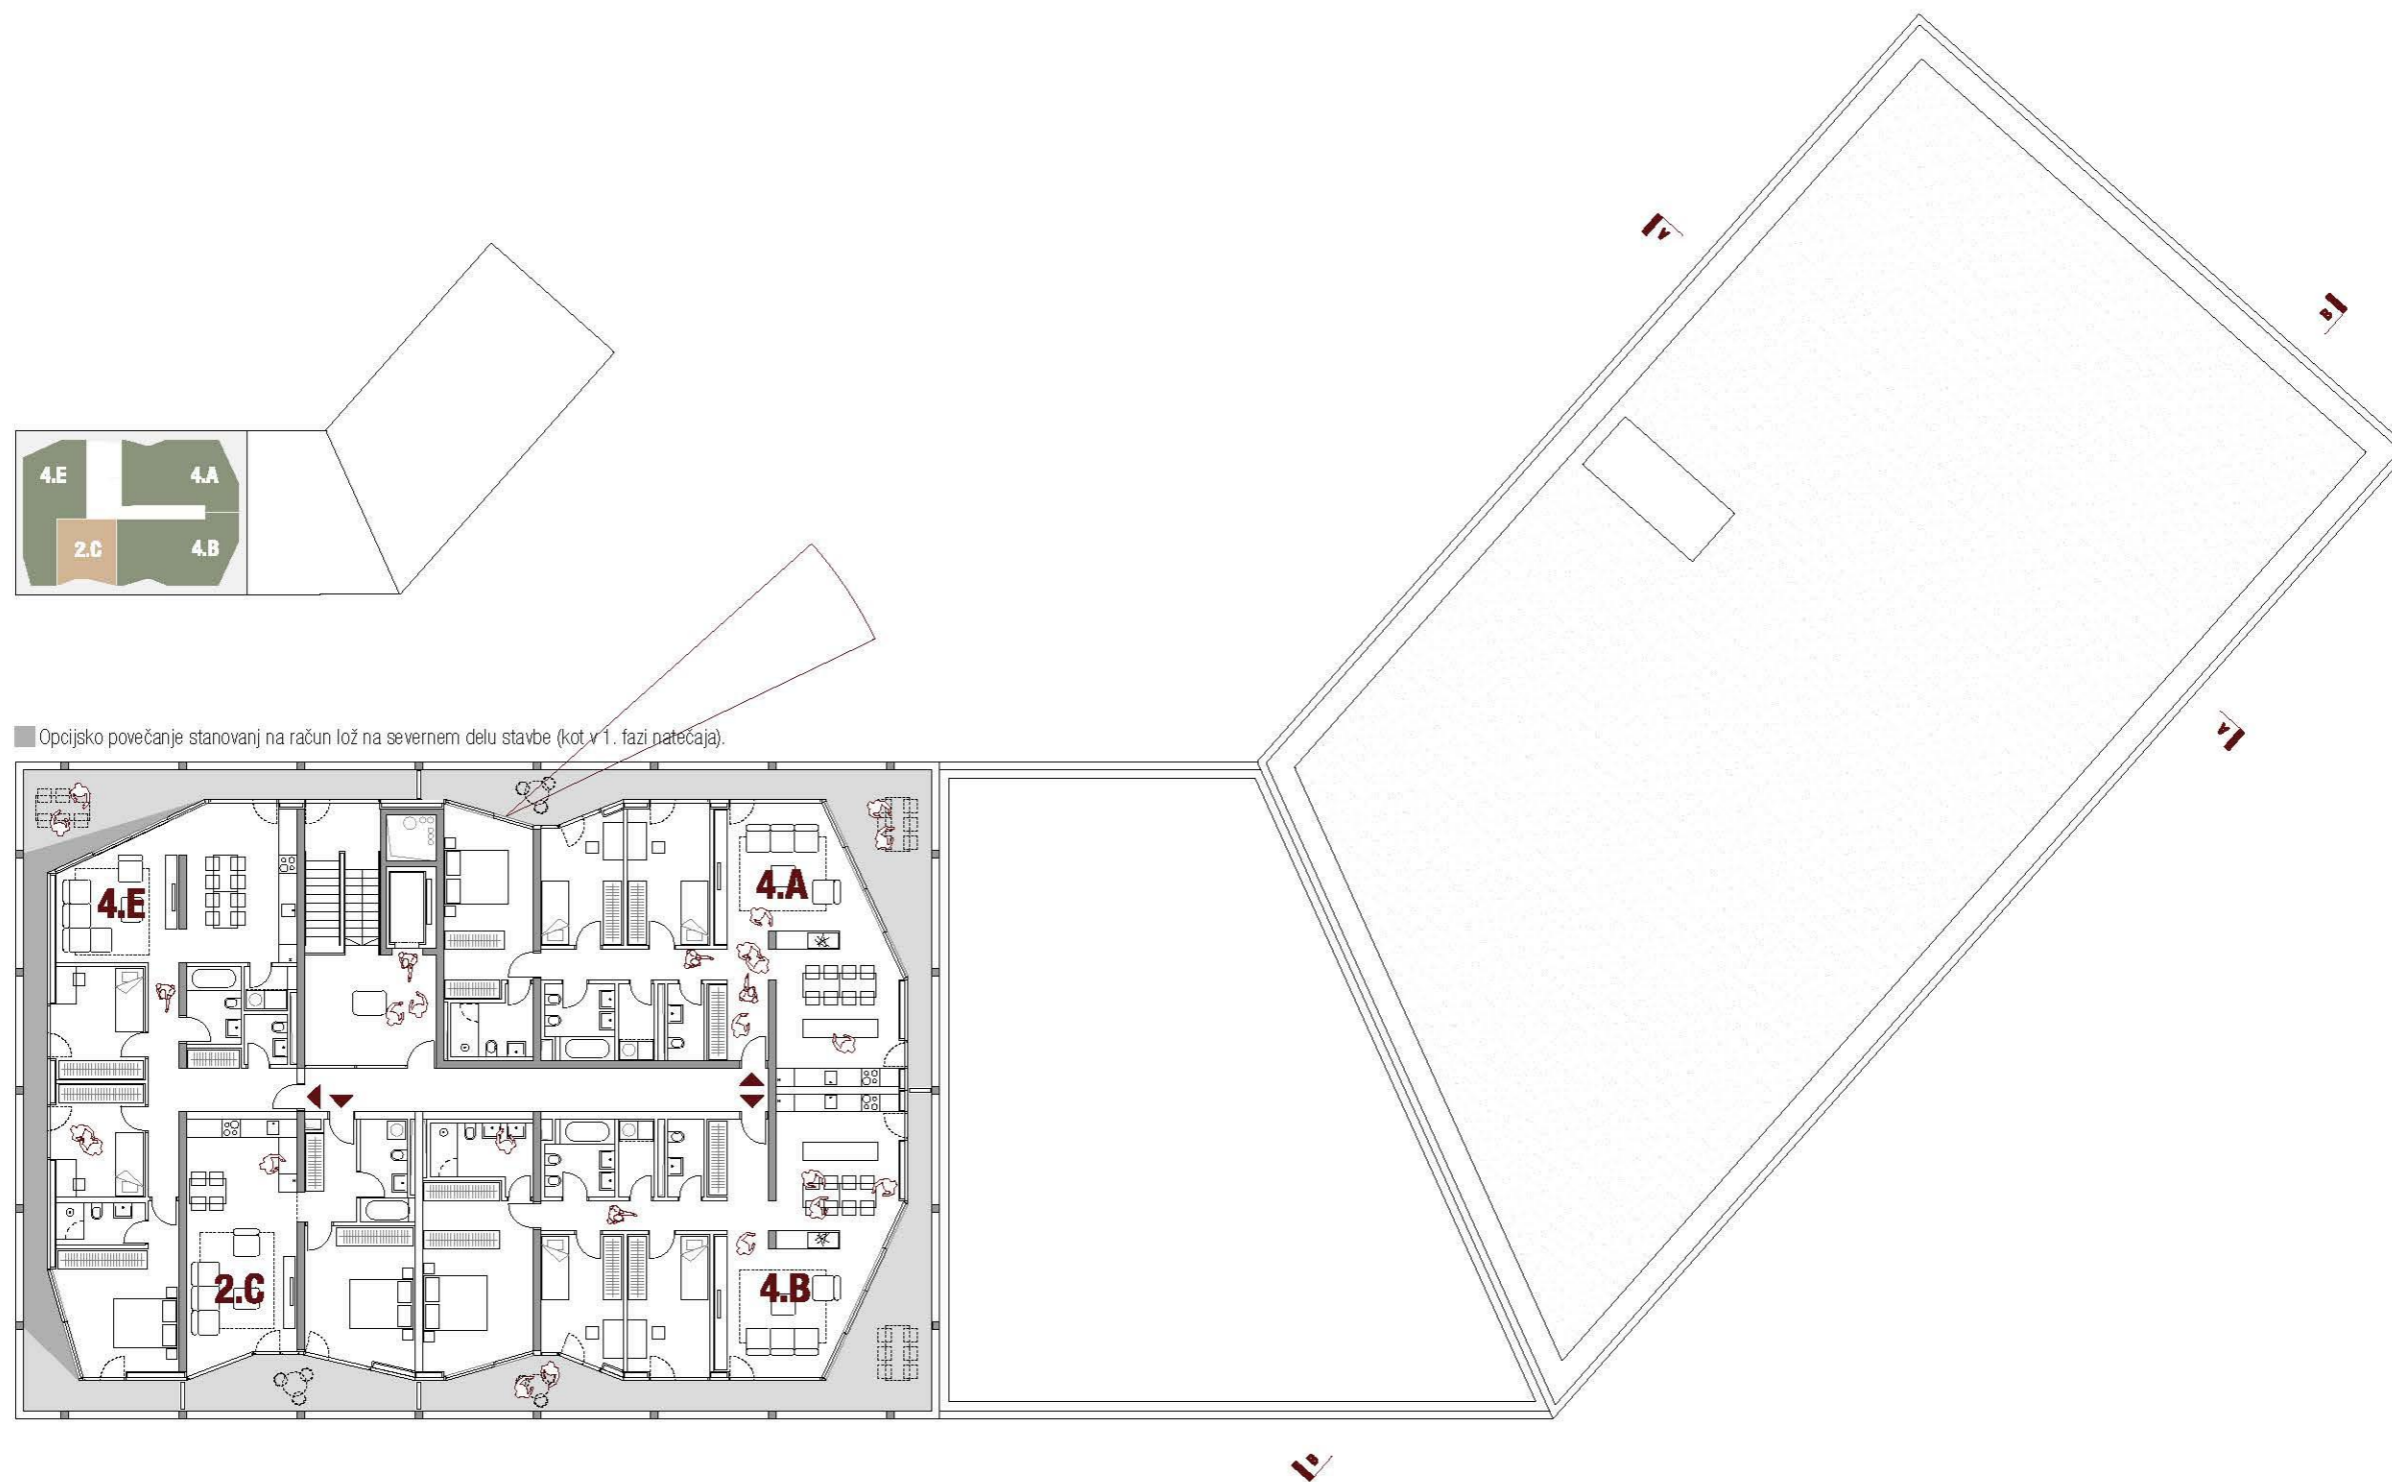 A
B
4.E
4.A
2.C
4.B
Opcijsko povečanje stanovanj na račun lož na severnem delu stavbe (kot v 1. fazi natečaja).
A
4.E
4.A
2.C
4.B
B